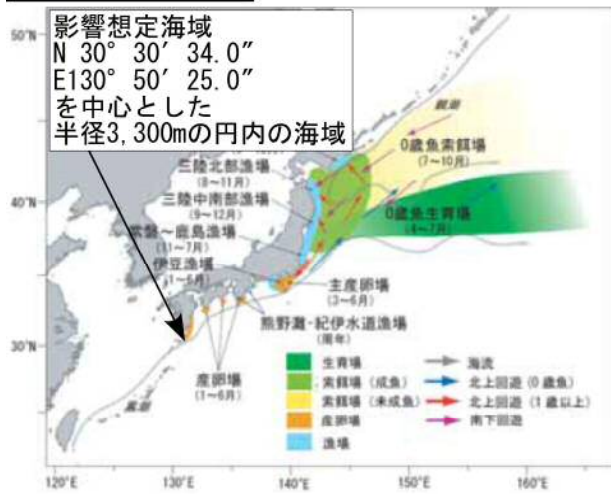 影響想定海域
N 30° 30′ 34.0″
E130° 50′ 25.0″
を中心とした
半径3,300mの円内の海域
50°N
40°N
30°N
親潮
0歳魚索餌場
(7～10月)
三陸北部漁場
(8～11月)
三陸中南部漁場
(9～12月)
0歳魚生育場
(4～7月)
常磐～鹿島漁場
(11～7月)
伊豆漁場
(1～6月)
主産卵場
(3～6月)
熊野灘・紀伊水道漁場
(周年)
産卵場
(1～6月)
黒潮
生育場
索餌場 (成魚)
索餌場 (未成魚)
産卵場
漁場
海流
北上回遊 (0歳魚)
北上回遊 (1歳以上)
南下回遊
120°E
130°E
140°E
150°E
160°E